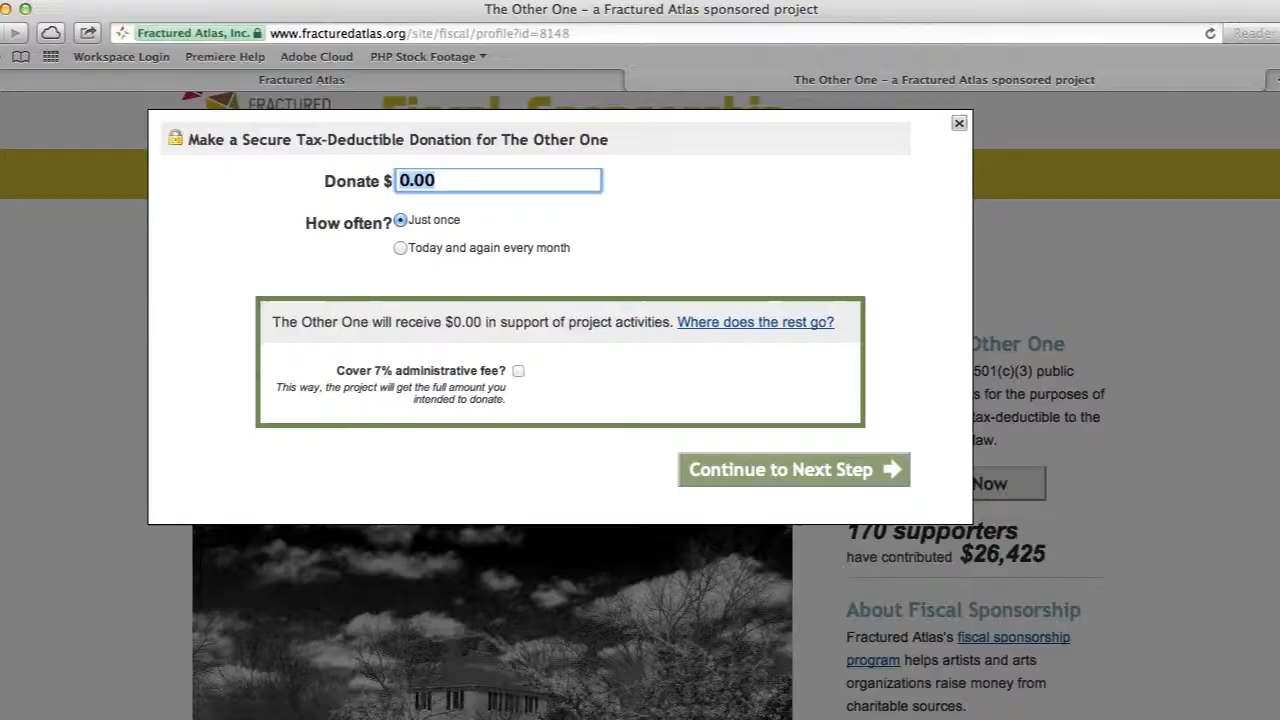 The Other One – a Fractured Atlas sponsored project
Fractured Atlas, Inc. www.fracturedatlas.org/site/fiscal/profile?id=8148
Reader
Workspace Login Premiere Help Adobe Cloud PHP Stock Footage
Fractured Atlas The Other One – a Fractured Atlas sponsored project
FRACTURED Fiscal Sponsorship
Make a Secure Tax-Deductible Donation for The Other One
Donate $ 0.00
How often? Just once
Today and again every month
The Other One will receive $0.00 in support of project activities. Where does the rest go?
Cover 7% administrative fee?
This way, the project will get the full amount you
intended to donate.
Continue to Next Step
Other One
501(c)(3) public
s for the purposes of
tax-deductible to the
law.
Now
170 supporters
have contributed $26,425
About Fiscal Sponsorship
Fractured Atlas's fiscal sponsorship
program helps artists and arts
organizations raise money from
charitable sources.